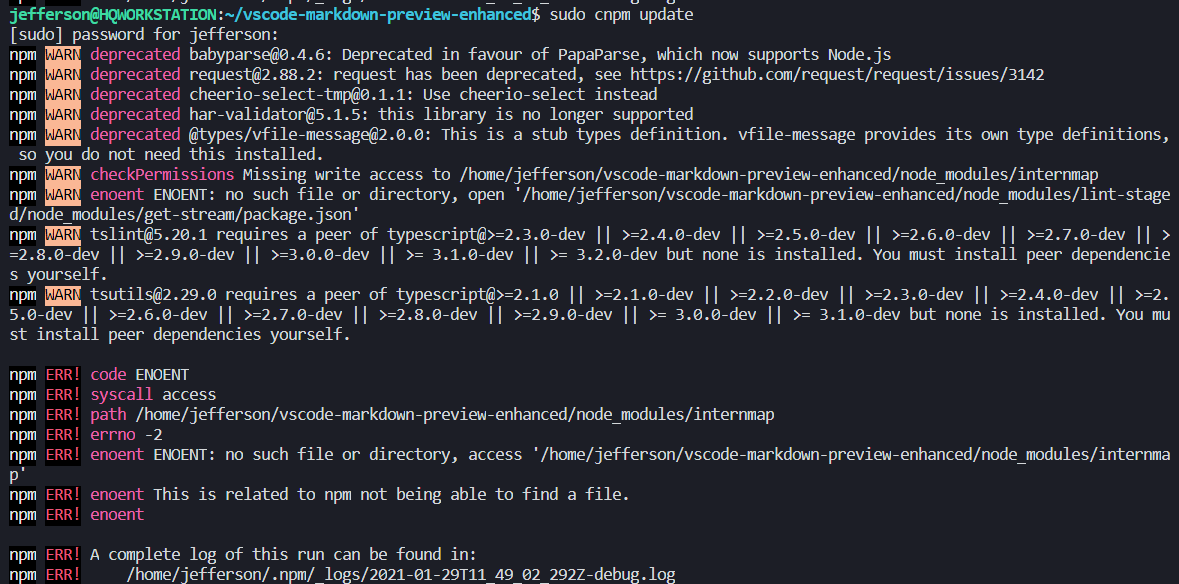 jefferson@HQWORKSTATION:~/vscode-markdown-preview-enhanced$ sudo cnpm update
[sudo] password for jefferson:
npm WARN deprecated babyparse@0.4.6: Deprecated in favour of PapaParse, which now supports Node.js
npm WARN deprecated request@2.88.2: request has been deprecated, see https://github.com/request/request/issues/3142
npm WARN deprecated cheerio-select-tmp@0.1.1: Use cheerio-select instead
npm WARN deprecated har-validator@5.1.5: this library is no longer supported
npm WARN deprecated @types/vfile-message@2.0.0: This is a stub types definition. vfile-message provides its own type definitions,
 so you do not need this installed.
npm WARN checkPermissions Missing write access to /home/jefferson/vscode-markdown-preview-enhanced/node_modules/internmap
npm WARN enoent ENOENT: no such file or directory, open '/home/jefferson/vscode-markdown-preview-enhanced/node_modules/lint-stage
d/node_modules/get-stream/package.json'
npm WARN tslint@5.20.1 requires a peer of typescript@>=2.3.0-dev || >=2.4.0-dev || >=2.5.0-dev || >=2.6.0-dev || >=2.7.0-dev || >
=2.8.0-dev || >=2.9.0-dev || >=3.0.0-dev || >= 3.1.0-dev || >= 3.2.0-dev but none is installed. You must install peer dependencie
s yourself.
npm WARN tsutils@2.29.0 requires a peer of typescript@>=2.1.0 || >=2.1.0-dev || >=2.2.0-dev || >=2.3.0-dev || >=2.4.0-dev || >=2.
5.0-dev || >=2.6.0-dev || >=2.7.0-dev || >=2.8.0-dev || >=2.9.0-dev || >= 3.0.0-dev || >= 3.1.0-dev but none is installed. You mu
st install peer dependencies yourself.
npm ERR! code ENOENT
npm ERR! syscall access
npm ERR! path /home/jefferson/vscode-markdown-preview-enhanced/node_modules/internmap
npm ERR! errno -2
npm ERR! enoent ENOENT: no such file or directory, access '/home/jefferson/vscode-markdown-preview-enhanced/node_modules/internma
p'
npm ERR! enoent This is related to npm not being able to find a file.
npm ERR! enoent
npm ERR! A complete log of this run can be found in:
npm ERR!     /home/jefferson/.npm/_logs/2021-01-29T11_49_02_292Z-debug.log